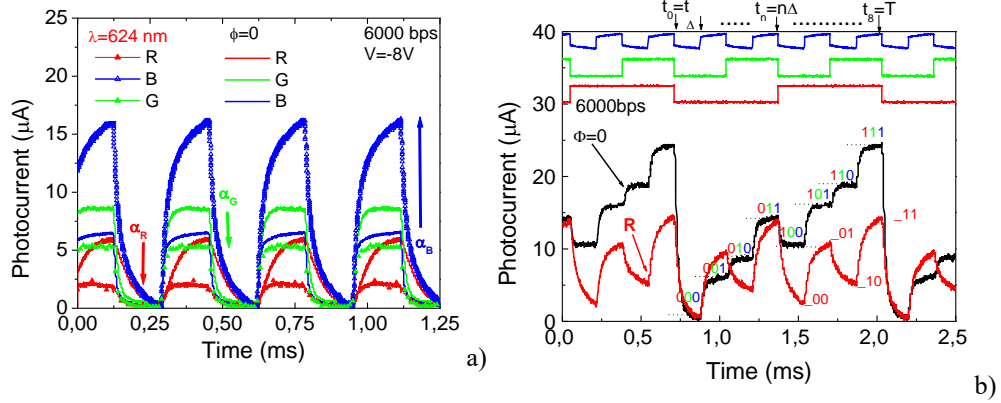 λ=624 nm
ϕ=0
6000 bps
V=-8V
R
B
G
R
G
B
α_R
α_G
α_B
25
20
15
10
5
0
0,00 0,25 0,50 0,75 1,00 1,25
Photocurrent (μA)
Time (ms)
a)
t_0=t
Δ
.....
t_n=nΔ
...........
t_8=T
40
30
20
10
0
6000bps
Φ=0
R
000
001
010
011
100
101
110
111
_00
_01
_10
_11
0,0 0,5 1,0 1,5 2,0 2,5
Photocurrent (μA)
Time (ms)
b)